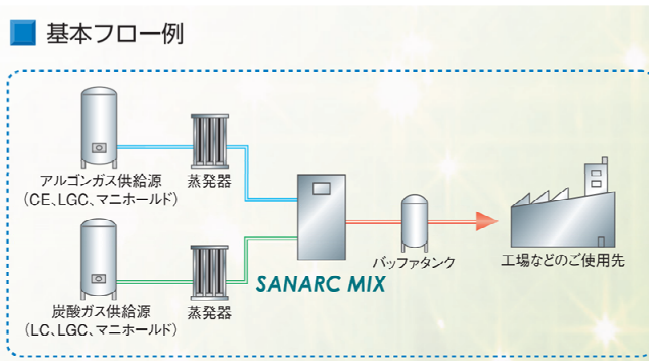 基本フロー例
アルゴンガス供給源
（CE、LGC、マニホールド）
蒸発器
炭酸ガス供給源
（LC、LGC、マニホールド）
蒸発器
SANARC MIX
バッファタンク
工場などのご使用先